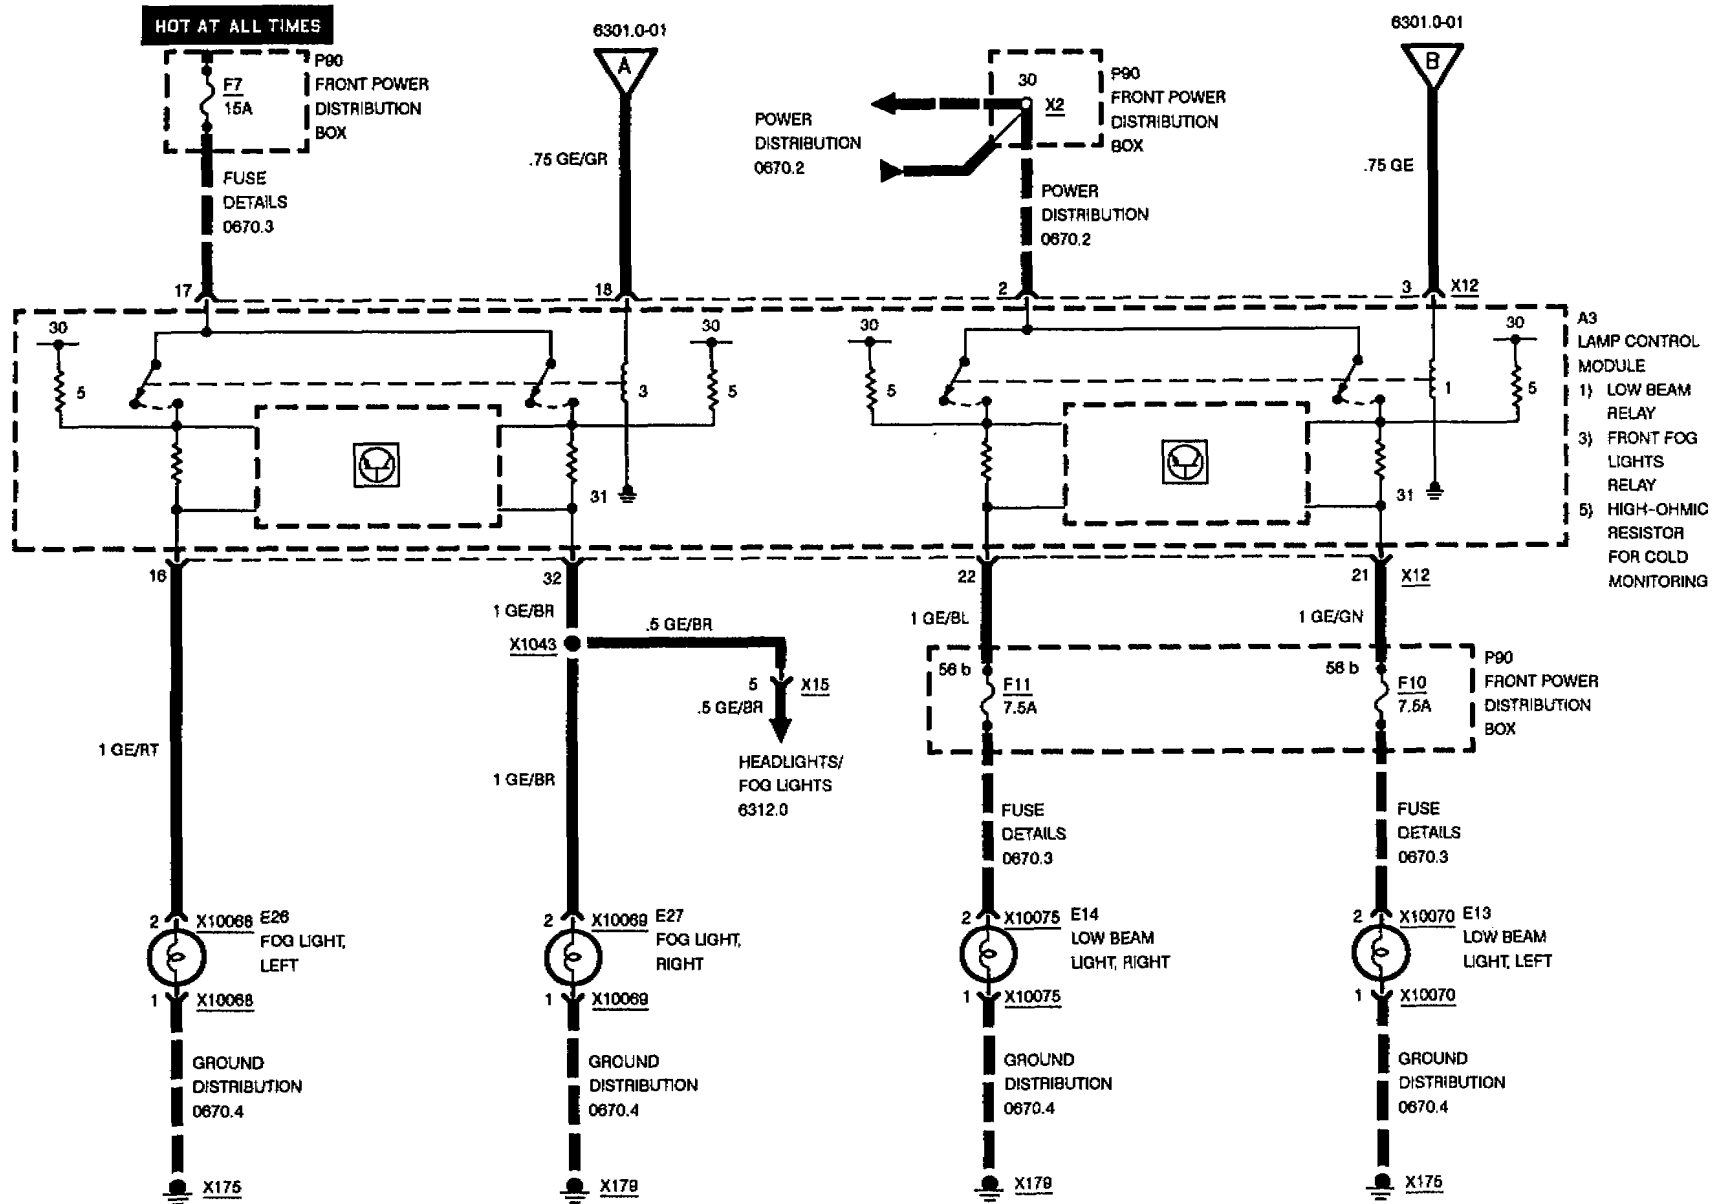 HOT AT ALL TIMES
F7
15A
P90
FRONT POWER
DISTRIBUTION
BOX
FUSE
DETAILS
0670.3
6301.0-01
A
.75 GE/GR
POWER
DISTRIBUTION
0670.2
30
X2
P90
FRONT POWER
DISTRIBUTION
BOX
POWER
DISTRIBUTION
0670.2
6301.0-01
B
.75 GE
17
18
2
3
X12
30
5
3
30
5
31
30
5
1
30
5
31
A3
LAMP CONTROL
MODULE
1) LOW BEAM
RELAY
3) FRONT FOG
LIGHTS
RELAY
5) HIGH-OHMIC
RESISTOR
FOR COLD
MONITORING
16
32
22
21
X12
1 GE/BR
.5 GE/BR
X1043
5
X15
.5 GE/BR
HEADLIGHTS/
FOG LIGHTS
6312.0
1 GE/RT
1 GE/BR
1 GE/BL
1 GE/GN
56 b
F11
7.5A
56 b
F10
7.5A
P90
FRONT POWER
DISTRIBUTION
BOX
FUSE
DETAILS
0670.3
FUSE
DETAILS
0670.3
2
X10068
E26
FOG LIGHT,
LEFT
1
X10068
2
X10069
E27
FOG LIGHT,
RIGHT
1
X10069
2
X10075
E14
LOW BEAM
LIGHT, RIGHT
1
X10075
2
X10070
E13
LOW BEAM
LIGHT, LEFT
1
X10070
GROUND
DISTRIBUTION
0670.4
GROUND
DISTRIBUTION
0670.4
GROUND
DISTRIBUTION
0670.4
GROUND
DISTRIBUTION
0670.4
X175
X179
X179
X175